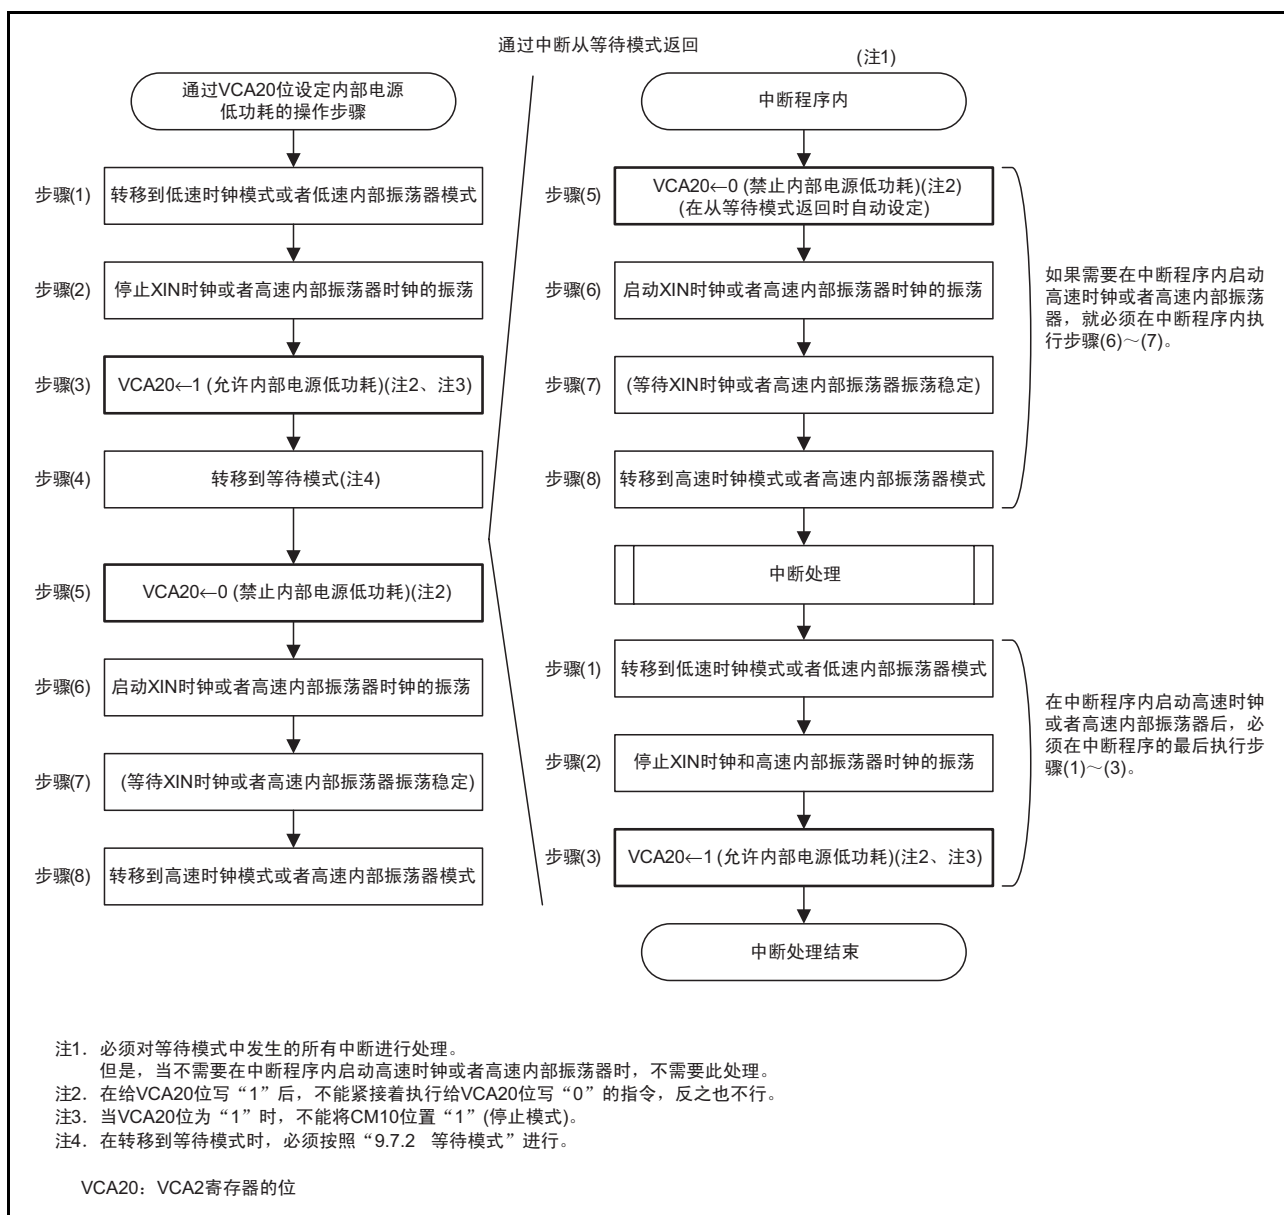 通过中断从等待模式返回
通过VCA20位设定内部电源
低功耗的操作步骤
步骤(1)
转移到低速时钟模式或者低速内部振荡器模式
步骤(2)
停止XIN时钟或者高速内部振荡器时钟的振荡
步骤(3)
VCA20←1 (允许内部电源低功耗)(注2、注3)
步骤(4)
转移到等待模式(注4)
步骤(5)
VCA20←0 (禁止内部电源低功耗)(注2)
步骤(6)
启动XIN时钟或者高速内部振荡器时钟的振荡
步骤(7)
(等待XIN时钟或者高速内部振荡器振荡稳定)
步骤(8)
转移到高速时钟模式或者高速内部振荡器模式
(注1)
中断程序内
步骤(5)
VCA20←0 (禁止内部电源低功耗)(注2)
(在从等待模式返回时自动设定)
步骤(6)
启动XIN时钟或者高速内部振荡器时钟的振荡
步骤(7)
(等待XIN时钟或者高速内部振荡器振荡稳定)
步骤(8)
转移到高速时钟模式或者高速内部振荡器模式
如果需要在中断程序内启动
高速时钟或者高速内部振荡
器，就必须在中断程序内执
行步骤(6)～(7)。
中断处理
步骤(1)
转移到低速时钟模式或者低速内部振荡器模式
步骤(2)
停止XIN时钟和高速内部振荡器时钟的振荡
步骤(3)
VCA20←1 (允许内部电源低功耗)(注2、注3)
在中断程序内启动高速时钟
或者高速内部振荡器后，必
须在中断程序的最后执行步
骤(1)～(3)。
中断处理结束
注1. 必须对等待模式中发生的所有中断进行处理。
但是，当不需要在中断程序内启动高速时钟或者高速内部振荡器时，不需要此处理。
注2. 在给VCA20位写“1”后，不能紧接着执行给VCA20位写“0”的指令，反之也不行。
注3. 当VCA20位为“1”时，不能将CM10位置“1”(停止模式)。
注4. 在转移到等待模式时，必须按照“9.7.2 等待模式”进行。
VCA20：VCA2寄存器的位